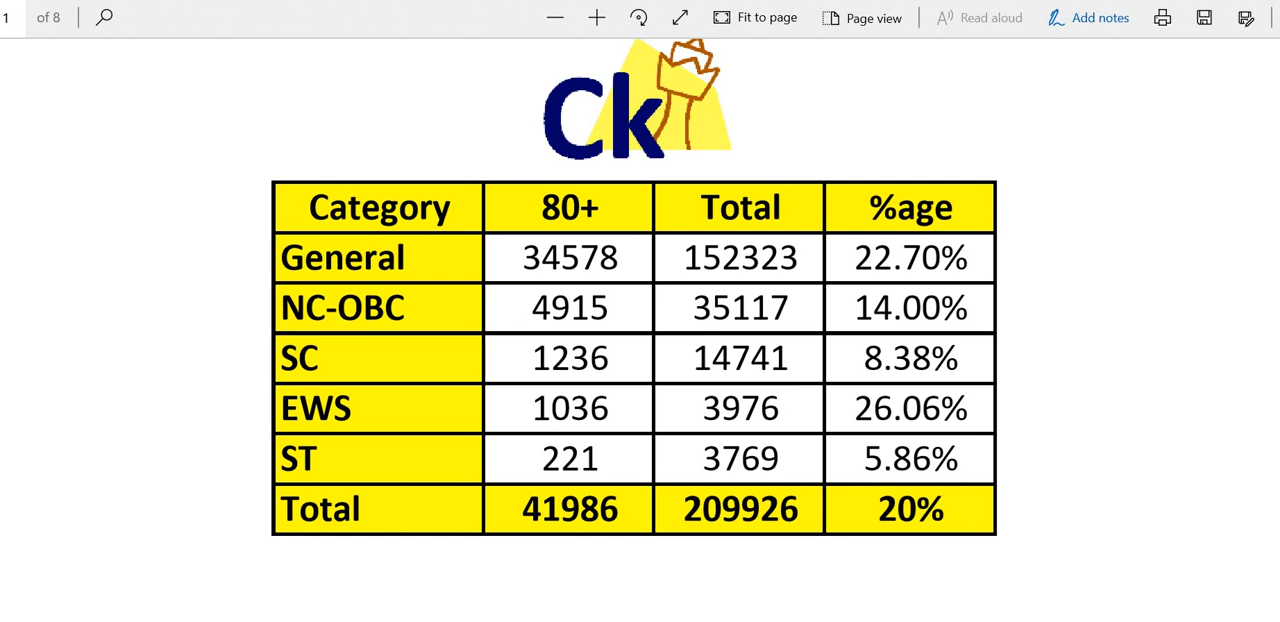 1 of 8 Fit to page Page view Read aloud Add notes
Ck
Category 80+ Total %age
General 34578 152323 22.70%
NC-OBC 4915 35117 14.00%
SC 1236 14741 8.38%
EWS 1036 3976 26.06%
ST 221 3769 5.86%
Total 41986 209926 20%